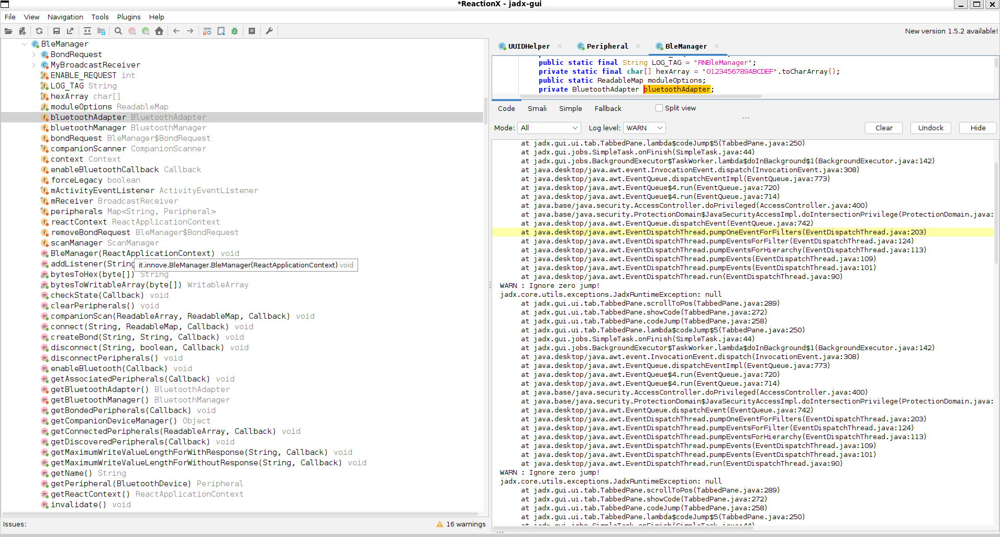 *ReactionX - jadx-gui
File View Navigation Tools Plugins Help
New version 1.5.2 available!
BleManager
BondRequest
MyBroadcastReceiver
ENABLE_REQUEST int
LOG_TAG String
hexArray char[]
moduleOptions ReadableMap
bluetoothAdapter BluetoothAdapter
bluetoothManager BluetoothManager
bondRequest BleManager$BondRequest
companionScanner CompanionScanner
context Context
enableBluetoothCallback Callback
forceLegacy boolean
mActivityEventListener ActivityEventListener
mReceiver BroadcastReceiver
peripherals Map<String, Peripheral>
reactContext ReactApplicationContext
removeBondRequest BleManager$BondRequest
scanManager ScanManager
BleManager(ReactApplicationContext) void
addListener(String
it.innove.BleManager.BleManager(ReactApplicationContext) void
bytesToHex(byte[]) String
bytesToWritableArray(byte[]) WritableArray
checkState(Callback) void
clearPeripherals() void
companionScan(ReadableArray, ReadableMap, Callback) void
connect(String, ReadableMap, Callback) void
createBond(String, String, Callback) void
disconnect(String, boolean, Callback) void
disconnectPeripherals() void
enableBluetooth(Callback) void
getAssociatedPeripherals(Callback) void
getBluetoothAdapter() BluetoothAdapter
getBluetoothManager() BluetoothManager
getBondedPeripherals(Callback) void
getCompanionDeviceManager() Object
getConnectedPeripherals(ReadableArray, Callback) void
getDiscoveredPeripherals(Callback) void
getMaximumWriteValueLengthForWithResponse(String, Callback) void
getMaximumWriteValueLengthForWithoutResponse(String, Callback) void
getName() String
getPeripheral(BluetoothDevice) Peripheral
getReactContext() ReactApplicationContext
invalidate() void
Issues: 16 warnings
UUIDHelper Peripheral BleManager
public static final String LOG_TAG = "RNBleManager";
private static final char[] hexArray = "0123456789ABCDEF".toCharArray();
public static ReadableMap moduleOptions;
private BluetoothAdapter bluetoothAdapter;
Code Smali Simple Fallback Split view
Mode: All Log level: WARN Clear Undock Hide
at jadx.gui.ui.tab.TabbedPane.lambda$codeJump$5(TabbedPane.java:250)
at jadx.gui.jobs.SimpleTask.onFinish(SimpleTask.java:44)
at jadx.gui.jobs.BackgroundExecutor$TaskWorker.lambda$doInBackground$1(BackgroundExecutor.java:142)
at java.desktop/java.awt.event.InvocationEvent.dispatch(InvocationEvent.java:308)
at java.desktop/java.awt.EventQueue.dispatchEventImpl(EventQueue.java:773)
at java.desktop/java.awt.EventQueue$4.run(EventQueue.java:720)
at java.desktop/java.awt.EventQueue$4.run(EventQueue.java:714)
at java.base/java.security.AccessController.doPrivileged(AccessController.java:400)
at java.base/java.security.ProtectionDomain$JavaSecurityAccessImpl.doIntersectionPrivilege(ProtectionDomain.java:
at java.desktop/java.awt.EventQueue.dispatchEvent(EventQueue.java:742)
at java.desktop/java.awt.EventDispatchThread.pumpOneEventForFilters(EventDispatchThread.java:203)
at java.desktop/java.awt.EventDispatchThread.pumpEventsForFilter(EventDispatchThread.java:124)
at java.desktop/java.awt.EventDispatchThread.pumpEventsForHierarchy(EventDispatchThread.java:113)
at java.desktop/java.awt.EventDispatchThread.pumpEvents(EventDispatchThread.java:109)
at java.desktop/java.awt.EventDispatchThread.pumpEvents(EventDispatchThread.java:101)
at java.desktop/java.awt.EventDispatchThread.run(EventDispatchThread.java:90)
WARN : Ignore zero jump!
jadx.core.utils.exceptions.JadxRuntimeException: null
at jadx.gui.ui.tab.TabbedPane.scrollToPos(TabbedPane.java:289)
at jadx.gui.ui.tab.TabbedPane.showCode(TabbedPane.java:272)
at jadx.gui.ui.tab.TabbedPane.codeJump(TabbedPane.java:258)
at jadx.gui.ui.tab.TabbedPane.lambda$codeJump$5(TabbedPane.java:250)
at jadx.gui.jobs.SimpleTask.onFinish(SimpleTask.java:44)
at jadx.gui.jobs.BackgroundExecutor$TaskWorker.lambda$doInBackground$1(BackgroundExecutor.java:142)
at java.desktop/java.awt.event.InvocationEvent.dispatch(InvocationEvent.java:308)
at java.desktop/java.awt.EventQueue.dispatchEventImpl(EventQueue.java:773)
at java.desktop/java.awt.EventQueue$4.run(EventQueue.java:720)
at java.desktop/java.awt.EventQueue$4.run(EventQueue.java:714)
at java.base/java.security.AccessController.doPrivileged(AccessController.java:400)
at java.base/java.security.ProtectionDomain$JavaSecurityAccessImpl.doIntersectionPrivilege(ProtectionDomain.java:
at java.desktop/java.awt.EventQueue.dispatchEvent(EventQueue.java:742)
at java.desktop/java.awt.EventDispatchThread.pumpOneEventForFilters(EventDispatchThread.java:203)
at java.desktop/java.awt.EventDispatchThread.pumpEventsForFilter(EventDispatchThread.java:124)
at java.desktop/java.awt.EventDispatchThread.pumpEventsForHierarchy(EventDispatchThread.java:113)
at java.desktop/java.awt.EventDispatchThread.pumpEvents(EventDispatchThread.java:109)
at java.desktop/java.awt.EventDispatchThread.pumpEvents(EventDispatchThread.java:101)
at java.desktop/java.awt.EventDispatchThread.run(EventDispatchThread.java:90)
WARN : Ignore zero jump!
jadx.core.utils.exceptions.JadxRuntimeException: null
at jadx.gui.ui.tab.TabbedPane.scrollToPos(TabbedPane.java:289)
at jadx.gui.ui.tab.TabbedPane.showCode(TabbedPane.java:272)
at jadx.gui.ui.tab.TabbedPane.codeJump(TabbedPane.java:258)
at jadx.gui.ui.tab.TabbedPane.lambda$codeJump$5(TabbedPane.java:250)
at jadx.gui.jobs.SimpleTask.onFinish(SimpleTask.java:44)